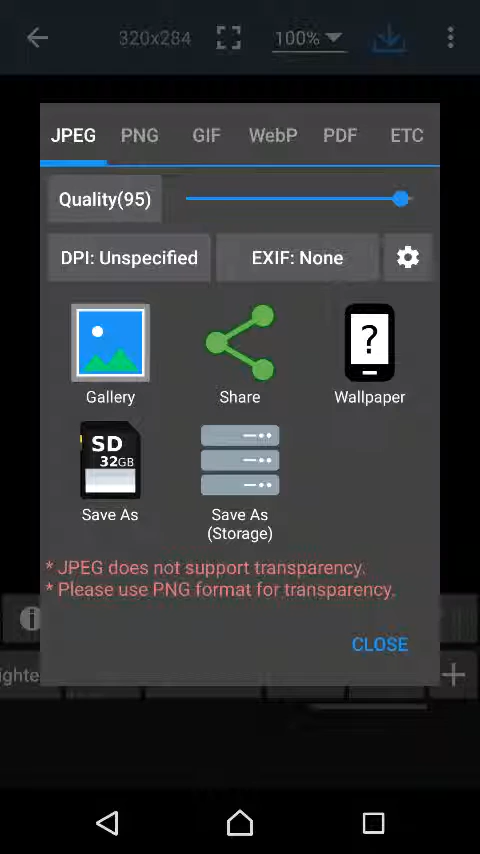 320x284
100%
JPEG
PNG
GIF
WebP
PDF
ETC
Quality(95)
DPI: Unspecified
EXIF: None
?
Gallery
Share
Wallpaper
SD
32GB
Save As
Save As
(Storage)
* JPEG does not support transparency.
* Please use PNG format for transparency.
CLOSE
ighte